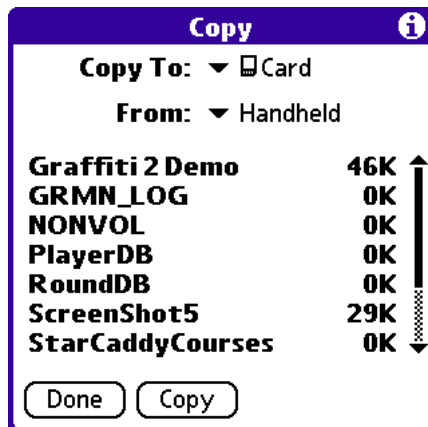 Copy
Copy To: Card
From: Handheld
Graffiti 2 Demo 46K
GRMN_LOG 0K
NONVOL 0K
PlayerDB 0K
RoundDB 0K
ScreenShot5 29K
StarCaddyCourses 0K
Done Copy